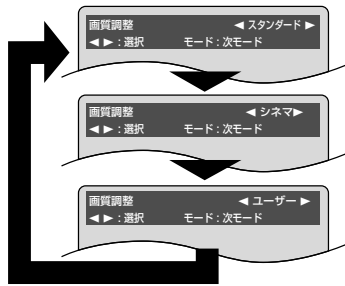 画質調整 ◀ スタンダード ▶
◀ ▶ : 選択 モード : 次モード
画質調整 ◀ シネマ▶
◀ ▶ : 選択 モード : 次モード
画質調整 ◀ ユーザー ▶
◀ ▶ : 選択 モード : 次モード